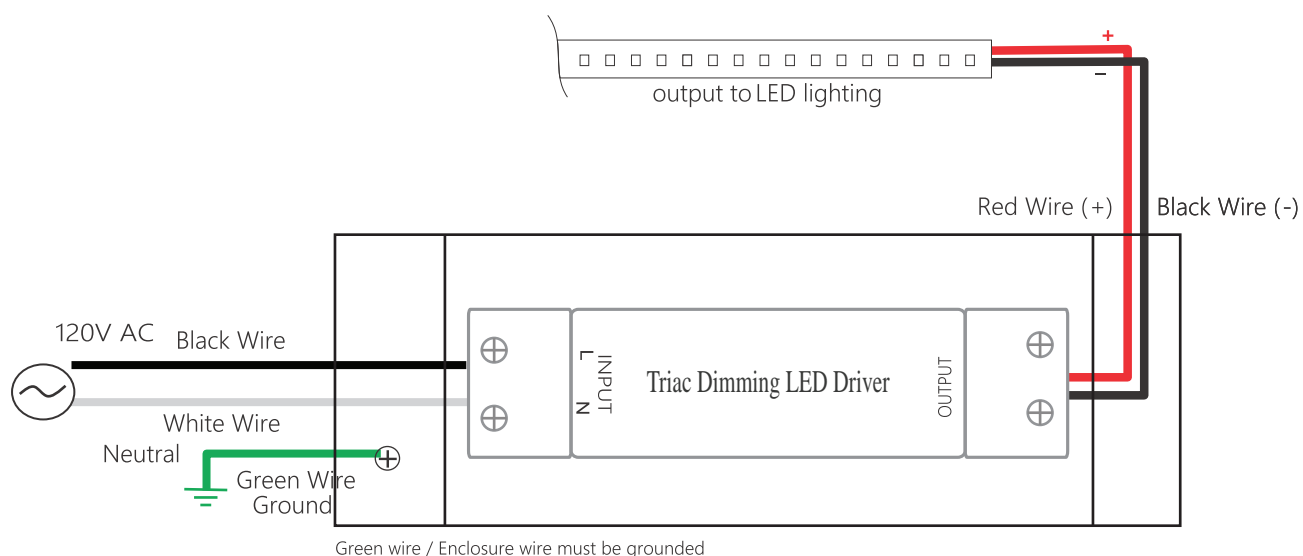 +
−
output to LED lighting
Red Wire (+)
Black Wire (-)
120V AC
Black Wire
L
INPUT
N
Triac Dimming LED Driver
OUTPUT
White Wire
Neutral
Green Wire
Ground
Green wire / Enclosure wire must be grounded